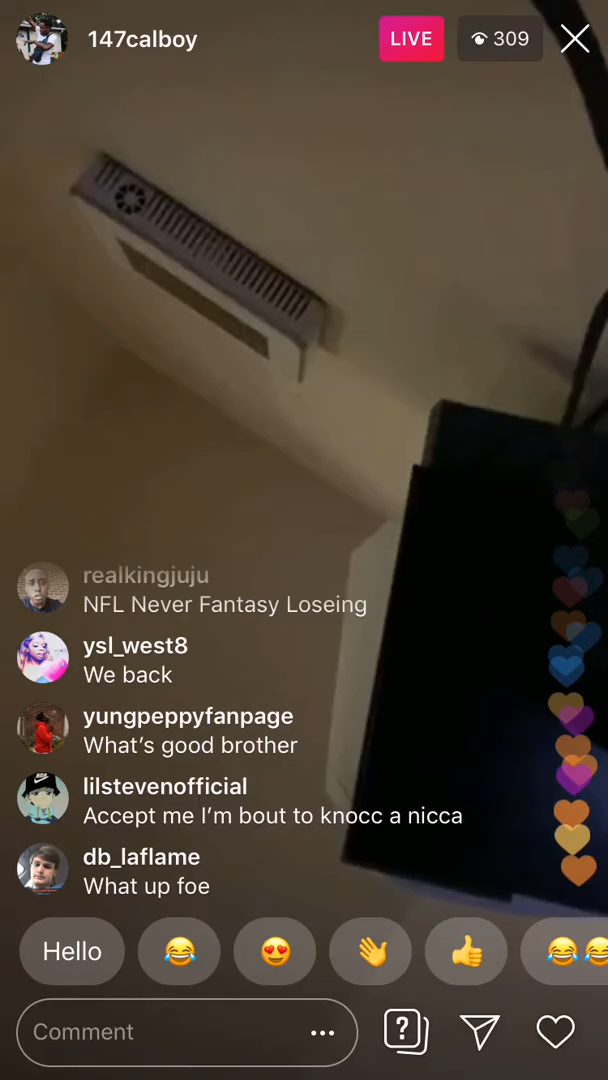 147calboy
LIVE
309
realkingjuju
NFL Never Fantasy Loseing
ysl_west8
We back
yungpeppyfanpage
What’s good brother
lilstevenofficial
Accept me I’m bout to knocc a nicca
db_laflame
What up foe
Hello 😂 😍 👋 👍 😂😂
Comment ...